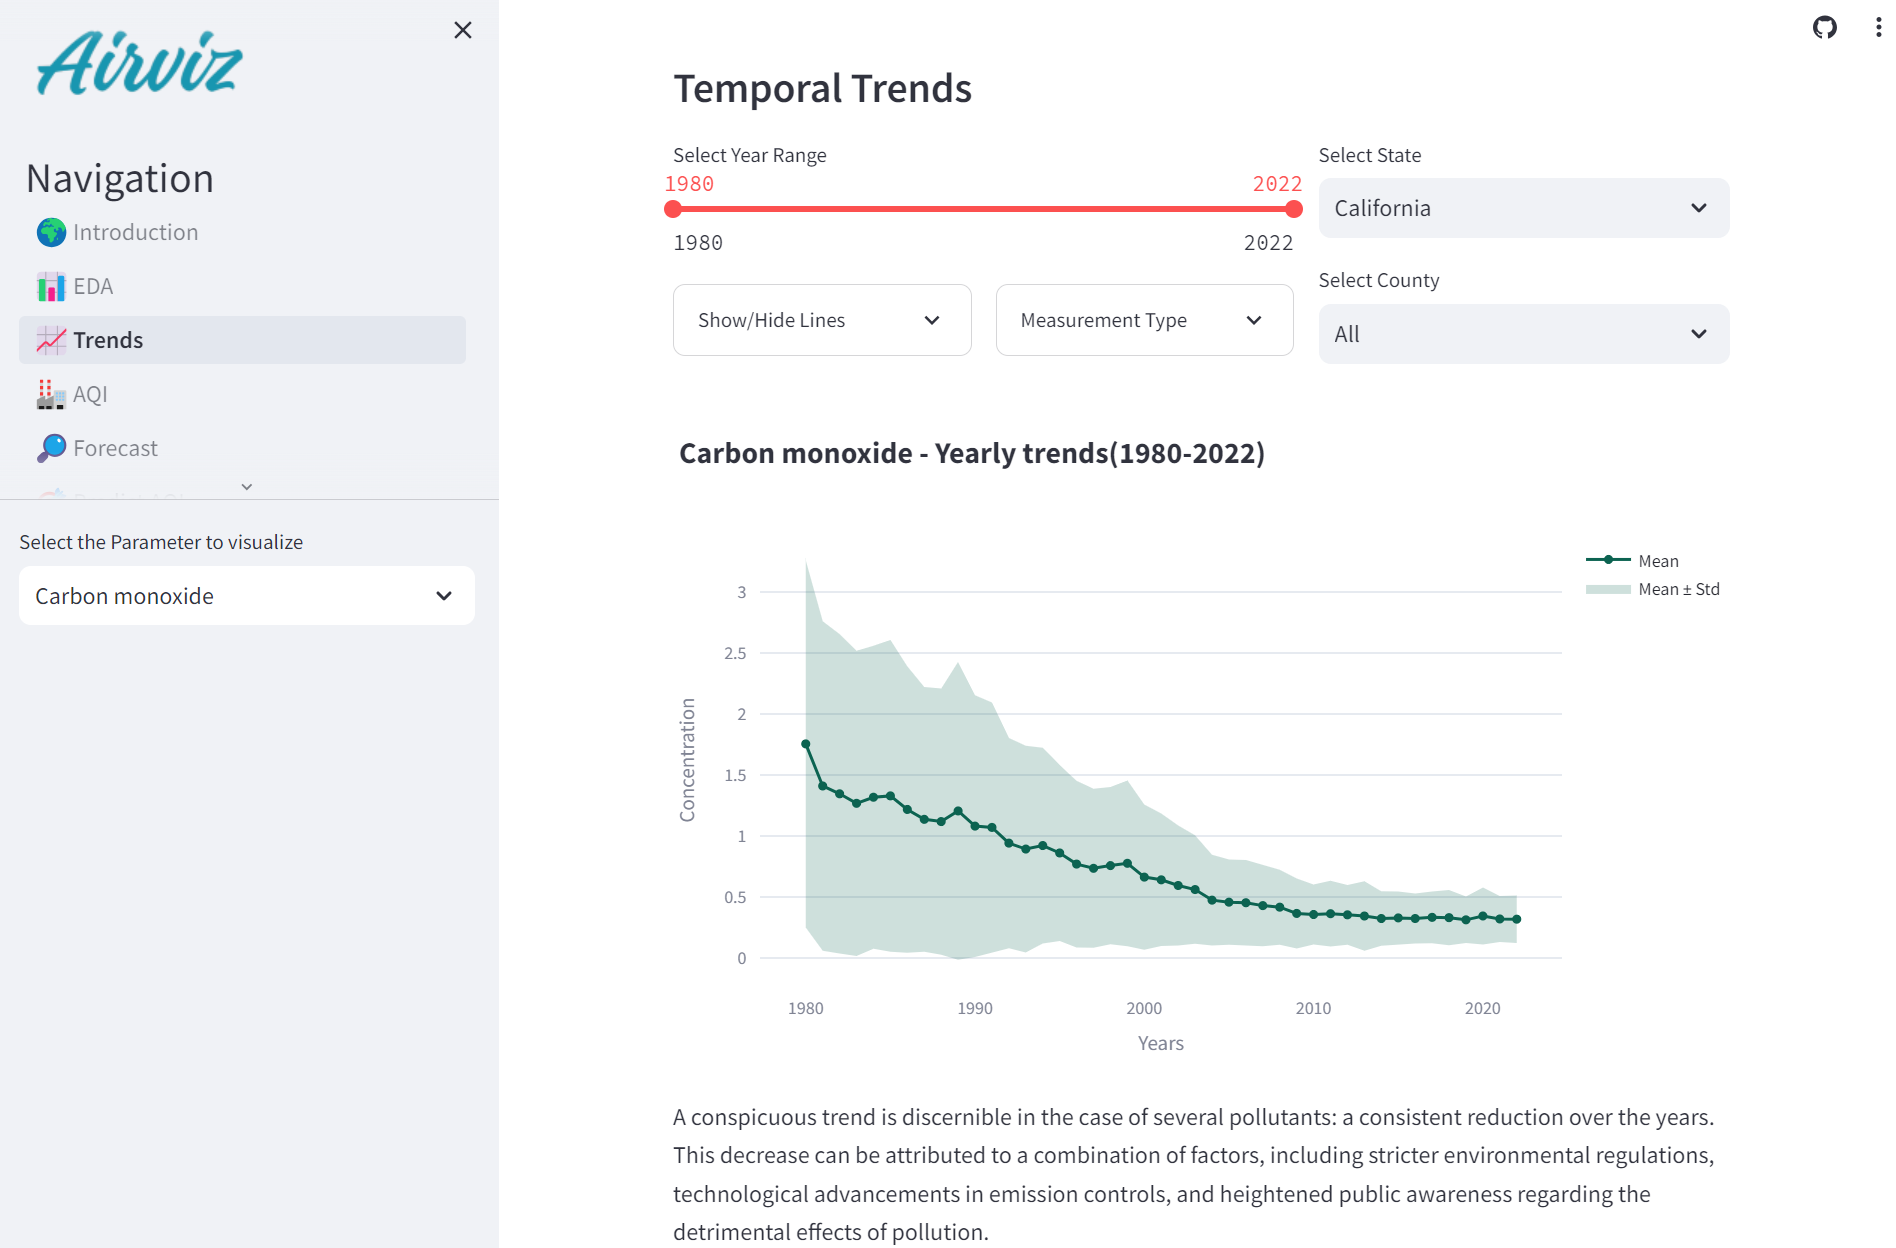 Airviz
Navigation
Introduction
EDA
Trends
AQI
Forecast
Select the Parameter to visualize
Carbon monoxide
Temporal Trends
Select Year Range
1980 2022
1980 2022
Select State
California
Show/Hide Lines
Measurement Type
Select County
All
Carbon monoxide - Yearly trends(1980-2022)
Mean
Mean ± Std
3
2.5
2
1.5
1
0.5
0
Concentration
1980 1990 2000 2010 2020
Years
A conspicuous trend is discernible in the case of several pollutants: a consistent reduction over the years.
This decrease can be attributed to a combination of factors, including stricter environmental regulations,
technological advancements in emission controls, and heightened public awareness regarding the
detrimental effects of pollution.